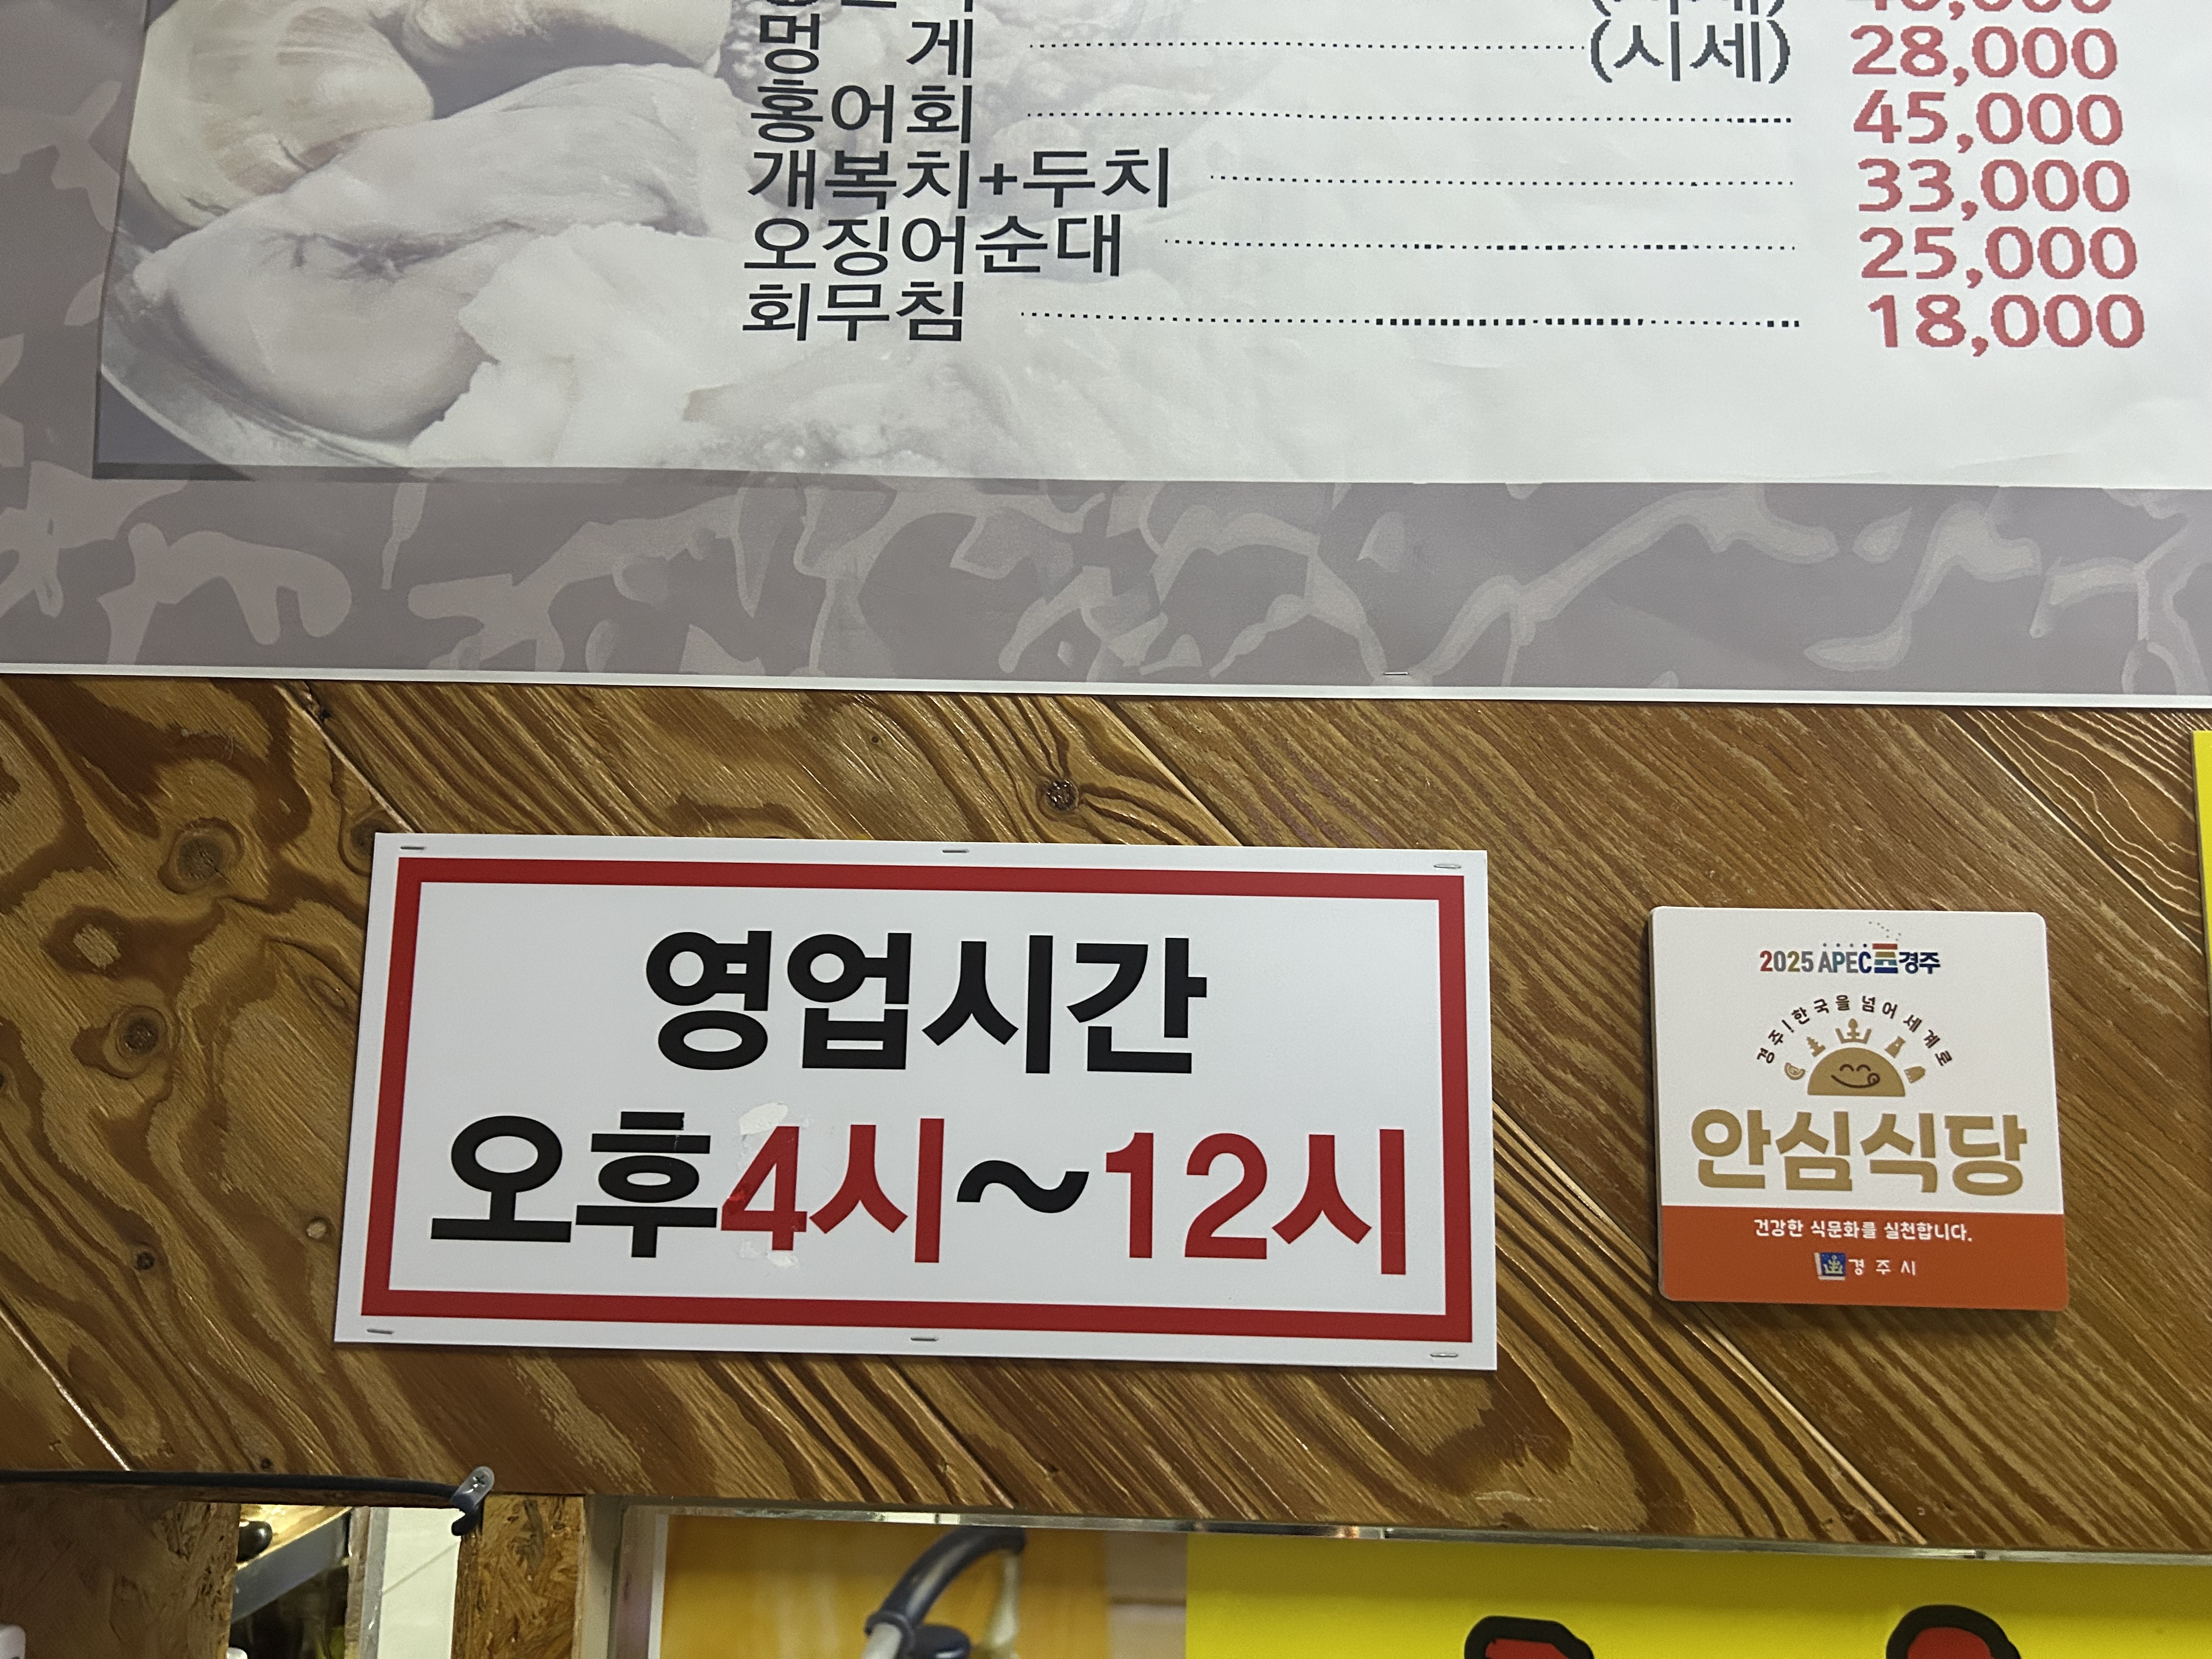 멍 게 (시세) 28,000
홍어회 45,000
개복치+두치 33,000
오징어순대 25,000
회무침 18,000
영업시간
오후4시~12시
2025 APEC 경주
경주|한국을 넘어 세계로
안심식당
건강한 식문화를 실천합니다.
경주시